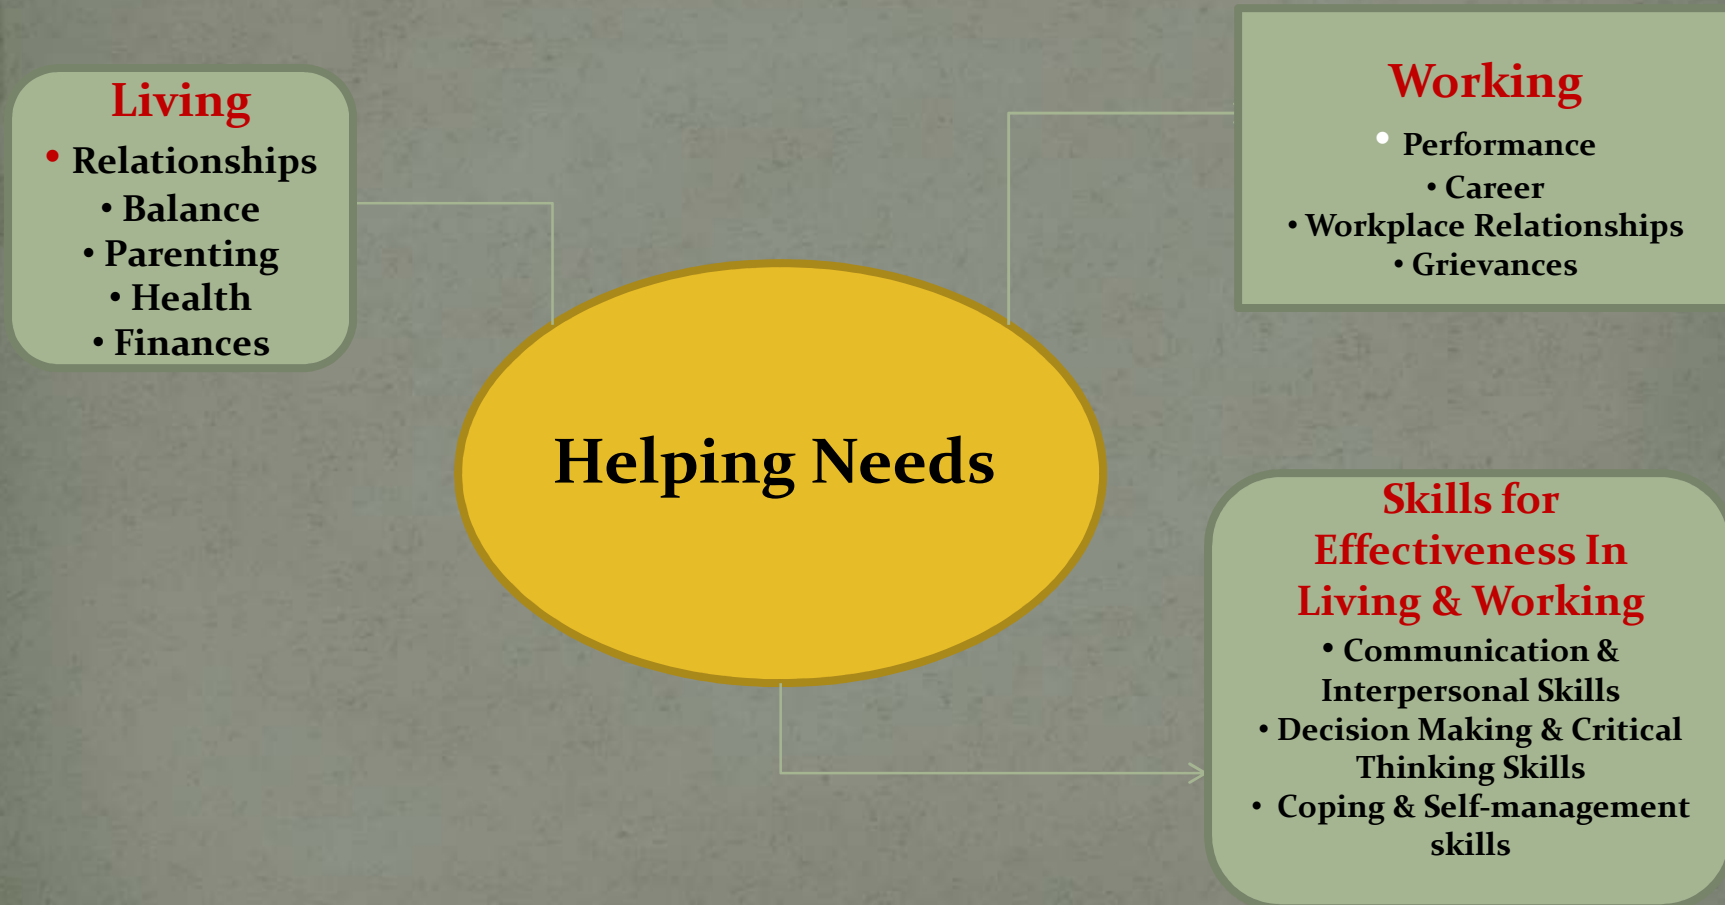 Living
• Relationships
• Balance
• Parenting
• Health
• Finances
Working
• Performance
• Career
• Workplace Relationships
• Grievances
Helping Needs
Skills for
Effectiveness In
Living & Working
• Communication &
Interpersonal Skills
• Decision Making & Critical
Thinking Skills
• Coping & Self-management
skills